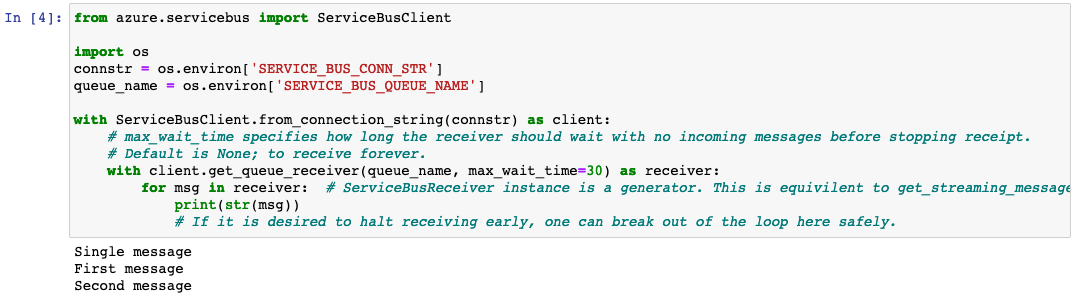 In [4]: from azure.servicebus import ServiceBusClient

import os
connstr = os.environ['SERVICE_BUS_CONN_STR']
queue_name = os.environ['SERVICE_BUS_QUEUE_NAME']

with ServiceBusClient.from_connection_string(connstr) as client:
    # max_wait_time specifies how long the receiver should wait with no incoming messages before stopping receipt.
    # Default is None; to receive forever.
    with client.get_queue_receiver(queue_name, max_wait_time=30) as receiver:
        for msg in receiver:  # ServiceBusReceiver instance is a generator. This is equivilent to get_streaming_message
            print(str(msg))
            # If it is desired to halt receiving early, one can break out of the loop here safely.
Single message
First message
Second message